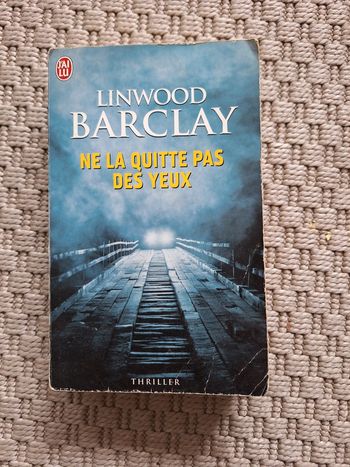 J'AI
LU
LINWOOD
BARCLAY
NE LA QUITTE PAS
DES YEUX
THRILLER